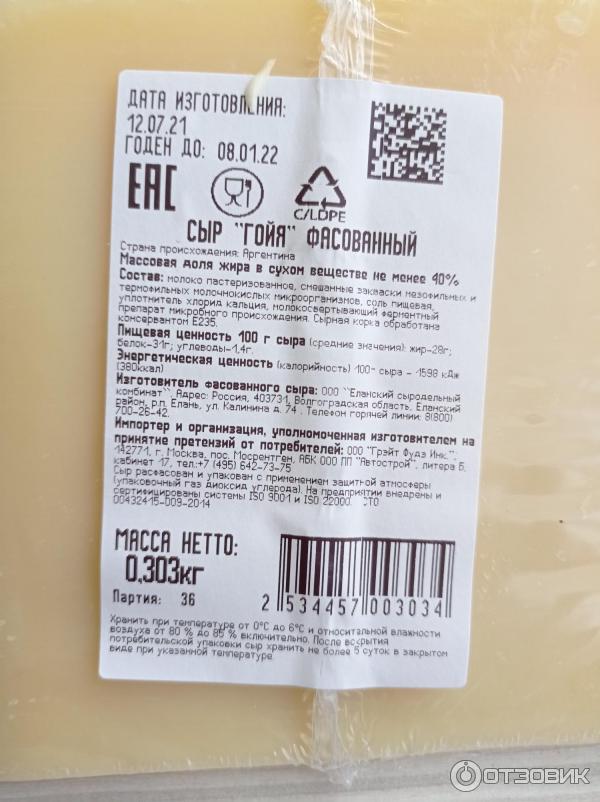 ДАТА ИЗГОТОВЛЕНИЯ:
12.07.21
ГОДЕН ДО: 08.01.22
EAC
C/LDPE
СЫР "ГОЙЯ" ФАСОВАННЫЙ
Страна происхождения: Аргентина
Массовая доля жира в сухом веществе не менее 40%
Состав: молоко пастеризованное, смешанные закваски мезофильных и
термофильных молочнокислых микроорганизмов, соль пищевая,
уплотнитель хлорид кальция, молокосвертывающий ферментный
препарат микробного происхождения. Сырная корка обработана
консервантом Е235.
Пищевая ценность 100 г сыра (средние значения): жир-28г;
белок-31г; углеводы-1,4г.
Энергетическая ценность (калорийность) 100г сыра - 1598 кДж
(380ккал)
Изготовитель фасованного сыра: ООО "Еланский сыродельный
комбинат". Адрес: Россия, 403731, Волгоградская область, Еланский
район, р.п. Елань, ул. Калинина д. 74 . Телефон горячей линии: 8(800)
700-26-42.
Импортер и организация, уполномоченная изготовителем на
принятие претензий от потребителей: ООО "Грэйт Фудз Инк.",
142771, г. Москва, пос. Мосрентген, АБК ООО ПП "Автострой", литера Б,
кабинет 17, тел.:+7 (495) 642-73-75
Сыр расфасован и упакован с применением защитной атмосферы
(упаковочный газ диоксид углерода). На предприятии внедрены и
сертифицированы системы ISO 9001 и ISO 22000. СТО
00432415-009-2014
МАССА НЕТТО:
0,303кг
Партия: 36
2 534457 003034
Хранить при температуре от 0°С до 6°С и относительной влажности
воздуха от 80 % до 85 % включительно. После вскрытия
потребительской упаковки сыр хранить не более 5 суток в закрытом
виде при указанной температуре.
ОТЗОВИК